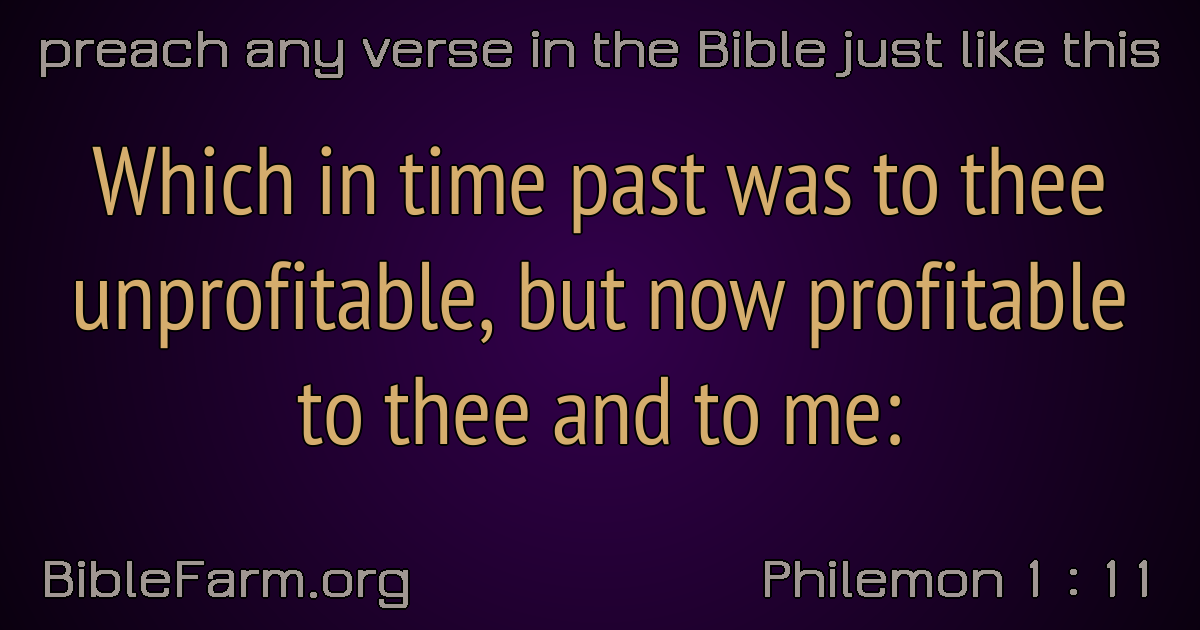 preach any verse in the Bible just like this
Which in time past was to thee
unprofitable, but now profitable
to thee and to me:
BibleFarm.org
Philemon 1 : 11